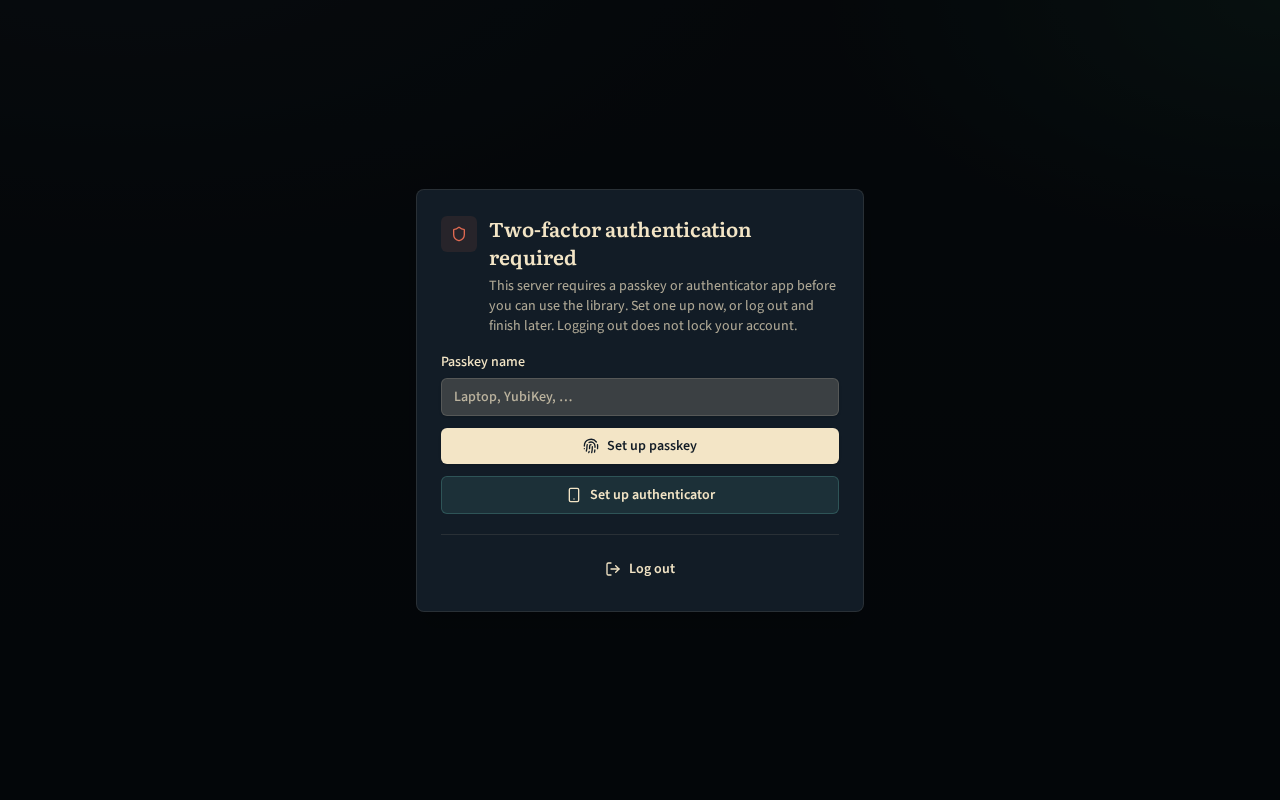 Two-factor authentication
required
This server requires a passkey or authenticator app before
you can use the library. Set one up now, or log out and
finish later. Logging out does not lock your account.
Passkey name
Laptop, YubiKey, …
Set up passkey
Set up authenticator
Log out